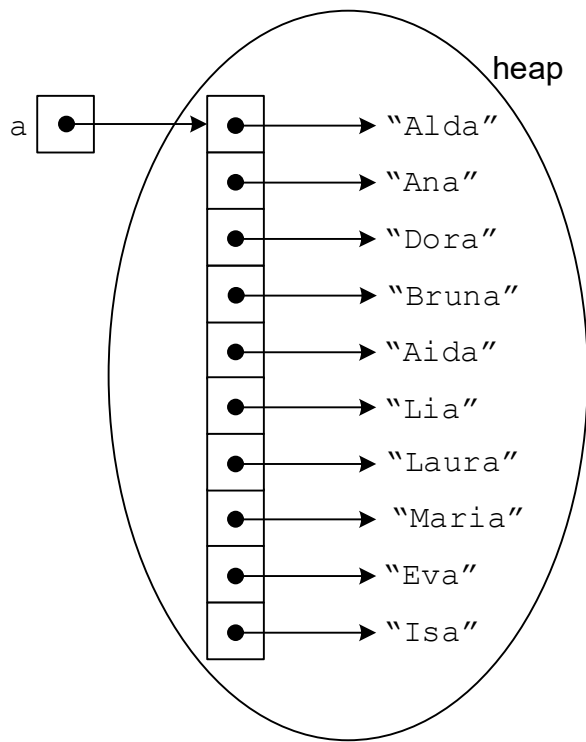 heap
a
“Alda”
“Ana”
“Dora”
“Bruna”
“Aida”
“Lia”
“Laura”
“Maria”
“Eva”
“Isa”